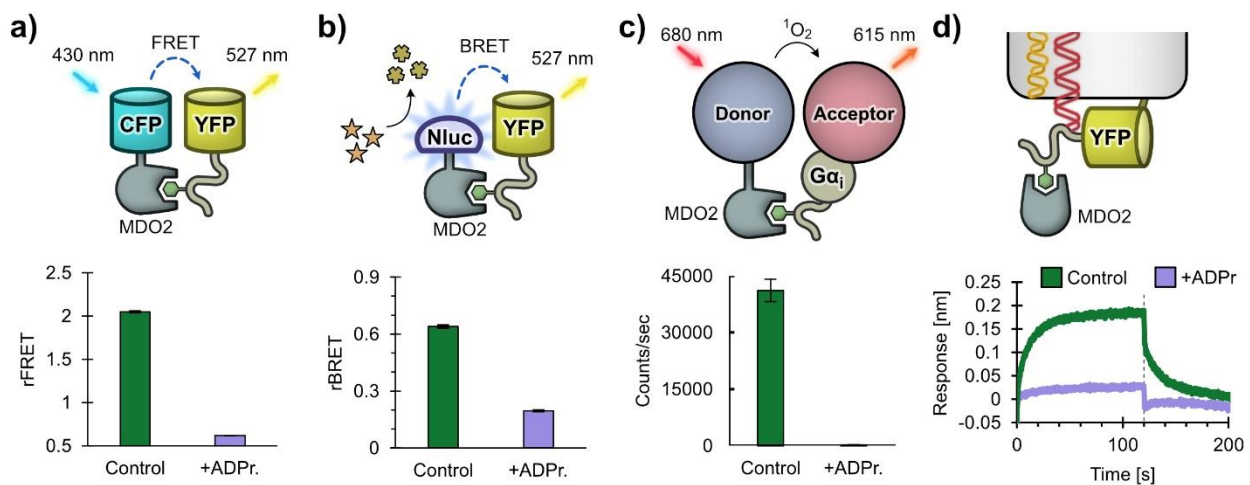 a)
430 nm
FRET
527 nm
CFP
YFP
MDO2
rFRET
2.5
2
1.5
1
0.5
Control
+ADPr.
b)
BRET
527 nm
Nluc
YFP
MDO2
rBRET
0.9
0.6
0.3
0
Control
+ADPr.
c)
680 nm
¹O₂
615 nm
Donor
Acceptor
Gαᵢ
MDO2
Counts/sec
45000
30000
15000
0
Control
+ADPr.
d)
YFP
MDO2
Control
+ADPr
Response [nm]
0.25
0.2
0.15
0.1
0.05
0
-0.05
0
100
200
Time [s]